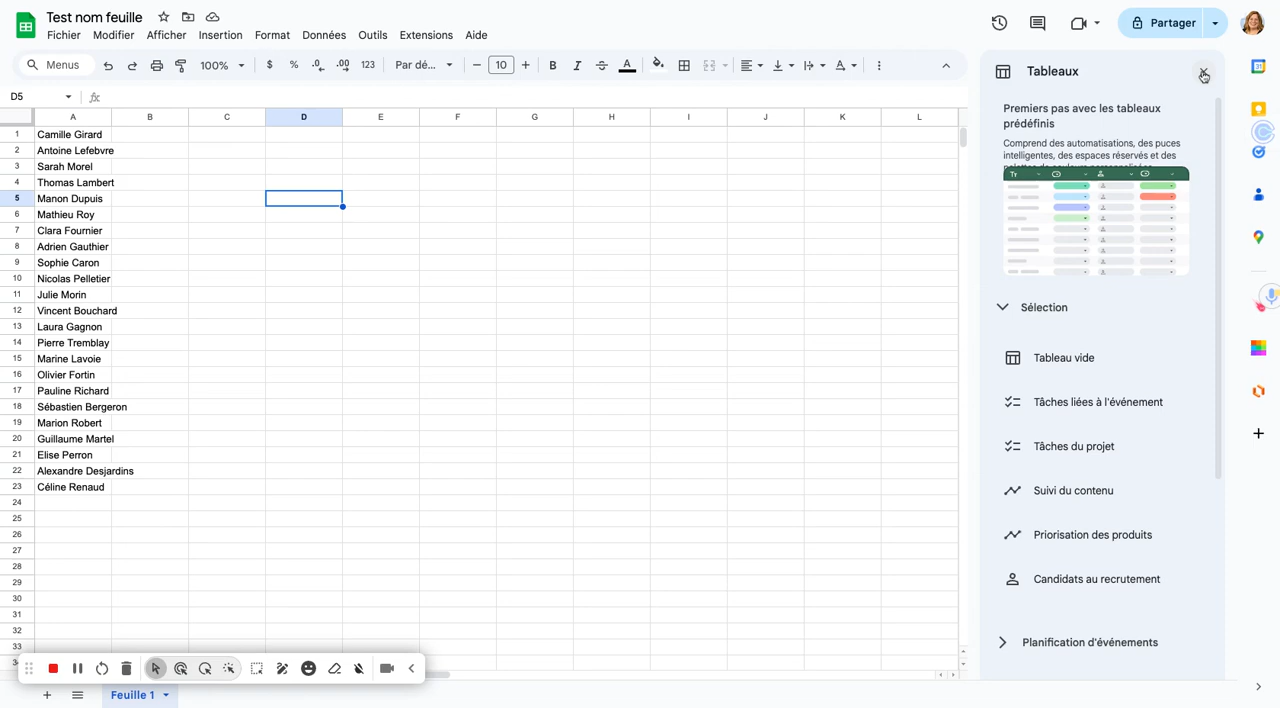 Test nom feuille
Fichier Modifier Afficher Insertion Format Données Outils Extensions Aide
Partager
Menus 100% $ % .0 .00 123 Par dé... 10 B I S A
D5 fx
A B C D E F G H I J K L
1 Camille Girard
2 Antoine Lefebvre
3 Sarah Morel
4 Thomas Lambert
5 Manon Dupuis
6 Mathieu Roy
7 Clara Fournier
8 Adrien Gauthier
9 Sophie Caron
10 Nicolas Pelletier
11 Julie Morin
12 Vincent Bouchard
13 Laura Gagnon
14 Pierre Tremblay
15 Marine Lavoie
16 Olivier Fortin
17 Pauline Richard
18 Sébastien Bergeron
19 Marion Robert
20 Guillaume Martel
21 Elise Perron
22 Alexandre Desjardins
23 Céline Renaud
24
25
26
27
28
29
30
31
32
33
Feuille 1
Tableaux
Premiers pas avec les tableaux
prédéfinis
Comprend des automatisations, des puces
intelligentes, des espaces réservés et des
Sélection
Tableau vide
Tâches liées à l'événement
Tâches du projet
Suivi du contenu
Priorisation des produits
Candidats au recrutement
Planification d'événements
31